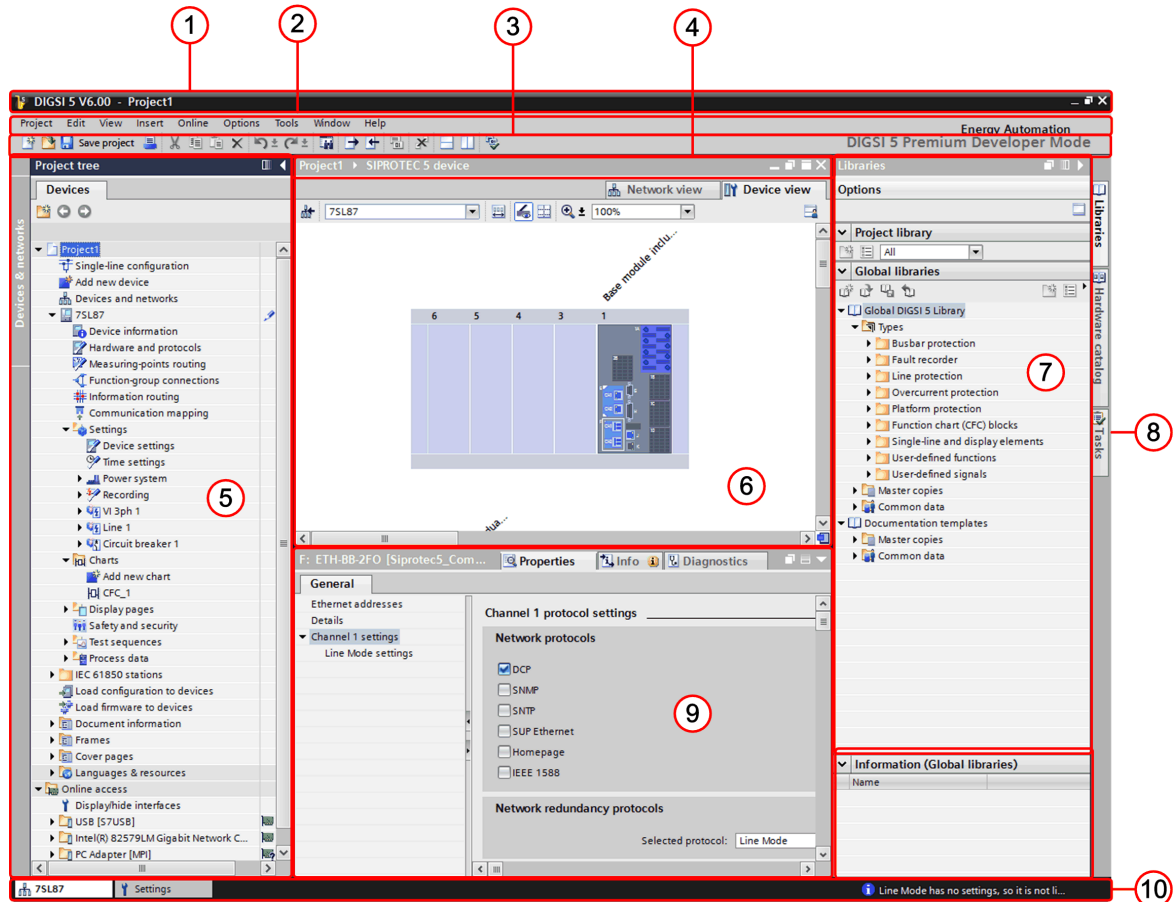 1
2
3
4
DIGSI 5 V6.00 - Project1
Project Edit View Insert Online Options Tools Window Help
Energy Automation
Save project
DIGSI 5 Premium Developer Mode
Project tree
Devices
Devices & networks
Project1
Single-line configuration
Add new device
Devices and networks
7SL87
Device information
Hardware and protocols
Measuring-points routing
Function-group connections
Information routing
Communication mapping
Settings
Device settings
Time settings
Power system
Recording
VI 3ph 1
Line 1
Circuit breaker 1
Charts
Add new chart
CFC_1
Display pages
Safety and security
Test sequences
Process data
IEC 61850 stations
Load configuration to devices
Load firmware to devices
Document information
Frames
Cover pages
Languages & resources
Online access
Display/hide interfaces
USB [S7USB]
Intel(R) 82579LM Gigabit Network C...
PC Adapter [MPI]
5
Project1 SIPROTEC 5 device
Network view
Device view
7SL87
100%
Base module inclu...
6 5 4 3 1
6
F: ETH-BB-2FO [Siprotec5_Com...
Properties
Info
Diagnostics
General
Ethernet addresses
Details
Channel 1 settings
Line Mode settings
Channel 1 protocol settings
Network protocols
DCP
SNMP
SNTP
SUP Ethernet
Homepage
IEEE 1588
9
Network redundancy protocols
Selected protocol: Line Mode
Libraries
Options
Project library
All
Global libraries
Global DIGSI 5 Library
Types
Busbar protection
Fault recorder
Line protection
Overcurrent protection
Platform protection
Function chart (CFC) blocks
Single-line and display elements
User-defined functions
User-defined signals
Master copies
Common data
Documentation templates
Master copies
Common data
7
Information (Global libraries)
Name
Libraries
Hardware catalog
Tasks
8
7SL87
Settings
Line Mode has no settings, so it is not li...
10